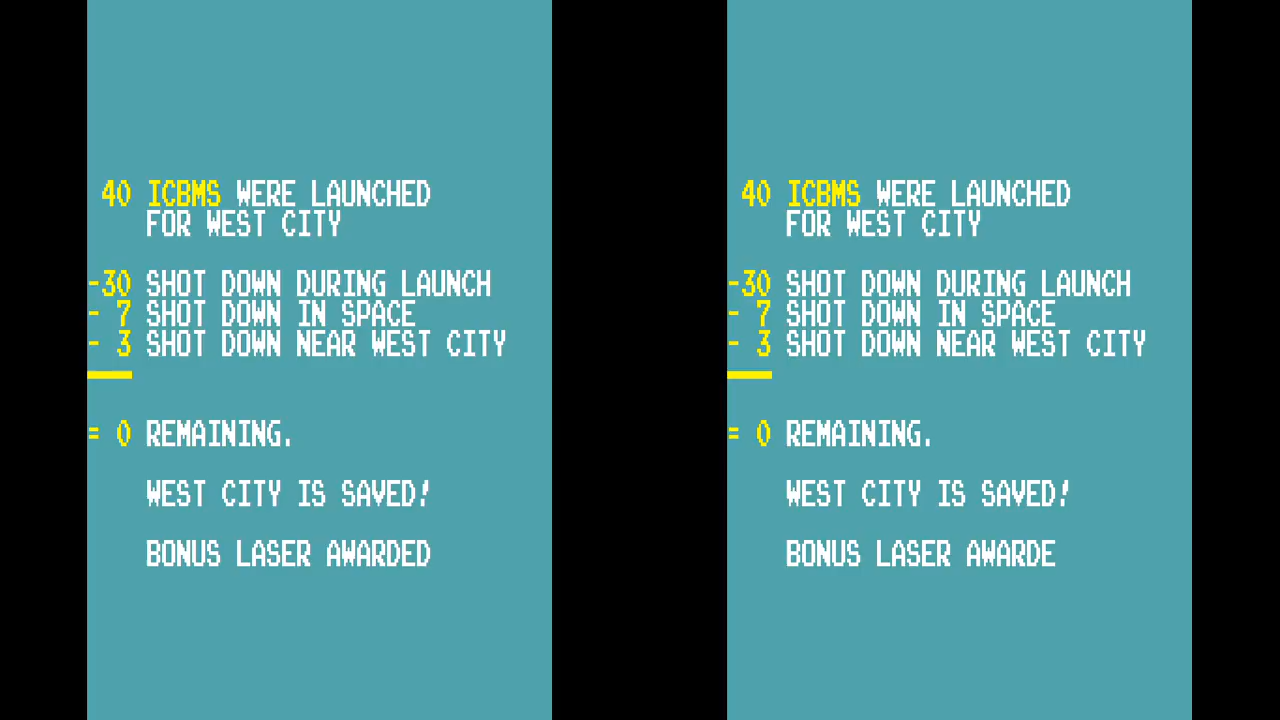 40 ICBMS WERE LAUNCHED
FOR WEST CITY
-30 SHOT DOWN DURING LAUNCH
- 7 SHOT DOWN IN SPACE
- 3 SHOT DOWN NEAR WEST CITY
= 0 REMAINING.
WEST CITY IS SAVED!
BONUS LASER AWARDED
40 ICBMS WERE LAUNCHED
FOR WEST CITY
-30 SHOT DOWN DURING LAUNCH
- 7 SHOT DOWN IN SPACE
- 3 SHOT DOWN NEAR WEST CITY
= 0 REMAINING.
WEST CITY IS SAVED!
BONUS LASER AWARDE